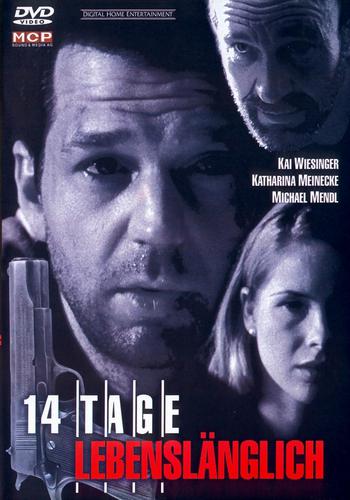 DVD
VIDEO
MCP
SOUND & MEDIA AG
DIGITAL HOME ENTERTAINMENT
KAI WIESINGER
KATHARINA MEINECKE
MICHAEL MENDL
14 TAGE
LEBENSLÄNGLICH